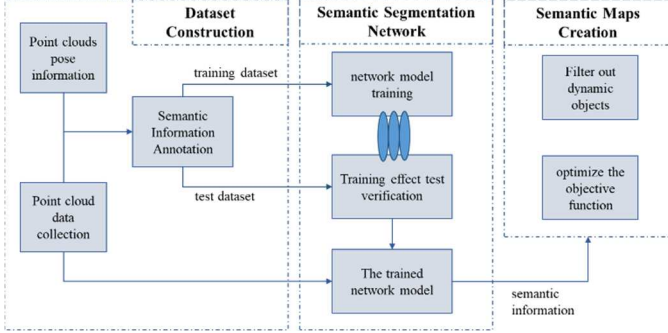 Dataset
Construction
Semantic Segmentation
Network
Semantic Maps
Creation
Point clouds
pose
information
training dataset
Semantic
Information
Annotation
test dataset
Point cloud
data
collection
network model
training
Training effect test
verification
The trained
network model
Filter out
dynamic
objects
optimize the
objective
function
semantic
information